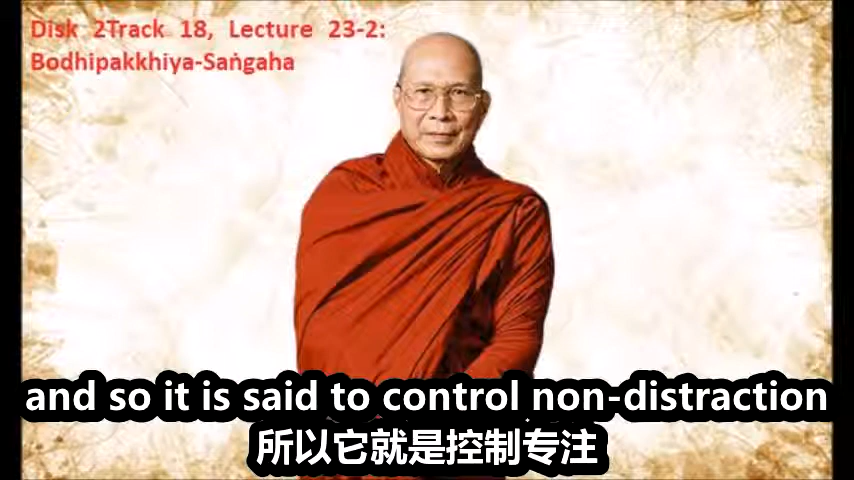 Disk 2Track 18, Lecture 23-2:
Bodhipakkhiya-Saṅgaha
and so it is said to control non-distraction
所以它就是控制专注